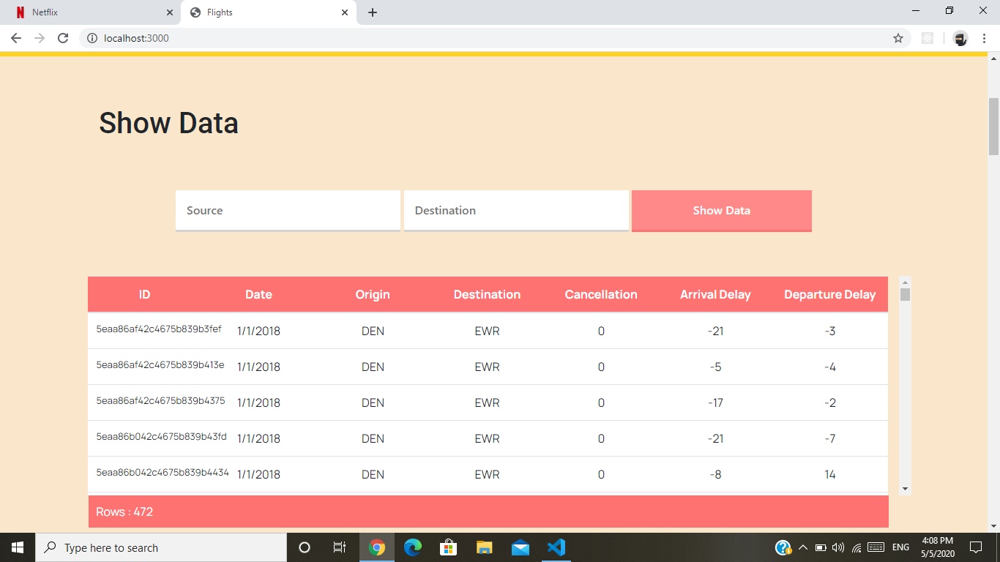 Netflix
Flights
localhost:3000
Show Data
Source Destination Show Data
ID Date Origin Destination Cancellation Arrival Delay Departure Delay
5eaa86af42c4675b839b3fef 1/1/2018 DEN EWR 0 -21 -3
5eaa86af42c4675b839b413e 1/1/2018 DEN EWR 0 -5 -4
5eaa86af42c4675b839b4375 1/1/2018 DEN EWR 0 -17 -2
5eaa86b042c4675b839b43fd 1/1/2018 DEN EWR 0 -21 -7
5eaa86b042c4675b839b4434 1/1/2018 DEN EWR 0 -8 14
Rows : 472
Type here to search
ENG
4:08 PM
5/5/2020